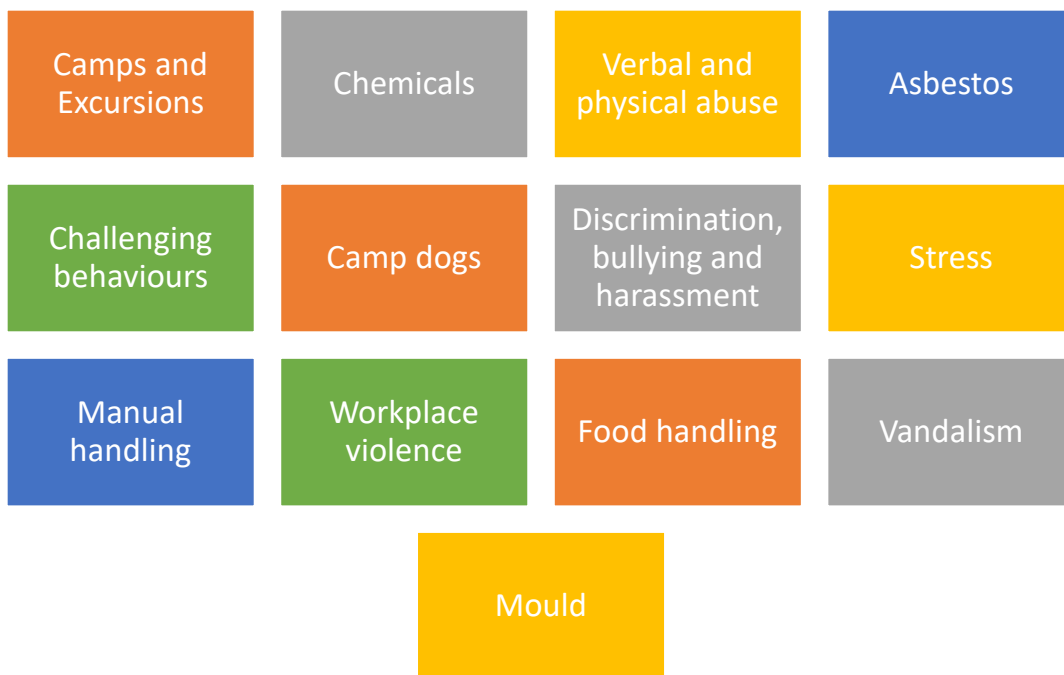 Camps and
Excursions
Chemicals
Verbal and
physical abuse
Asbestos
Challenging
behaviours
Camp dogs
Discrimination,
bullying and
harassment
Stress
Manual
handling
Workplace
violence
Food handling
Vandalism
Mould